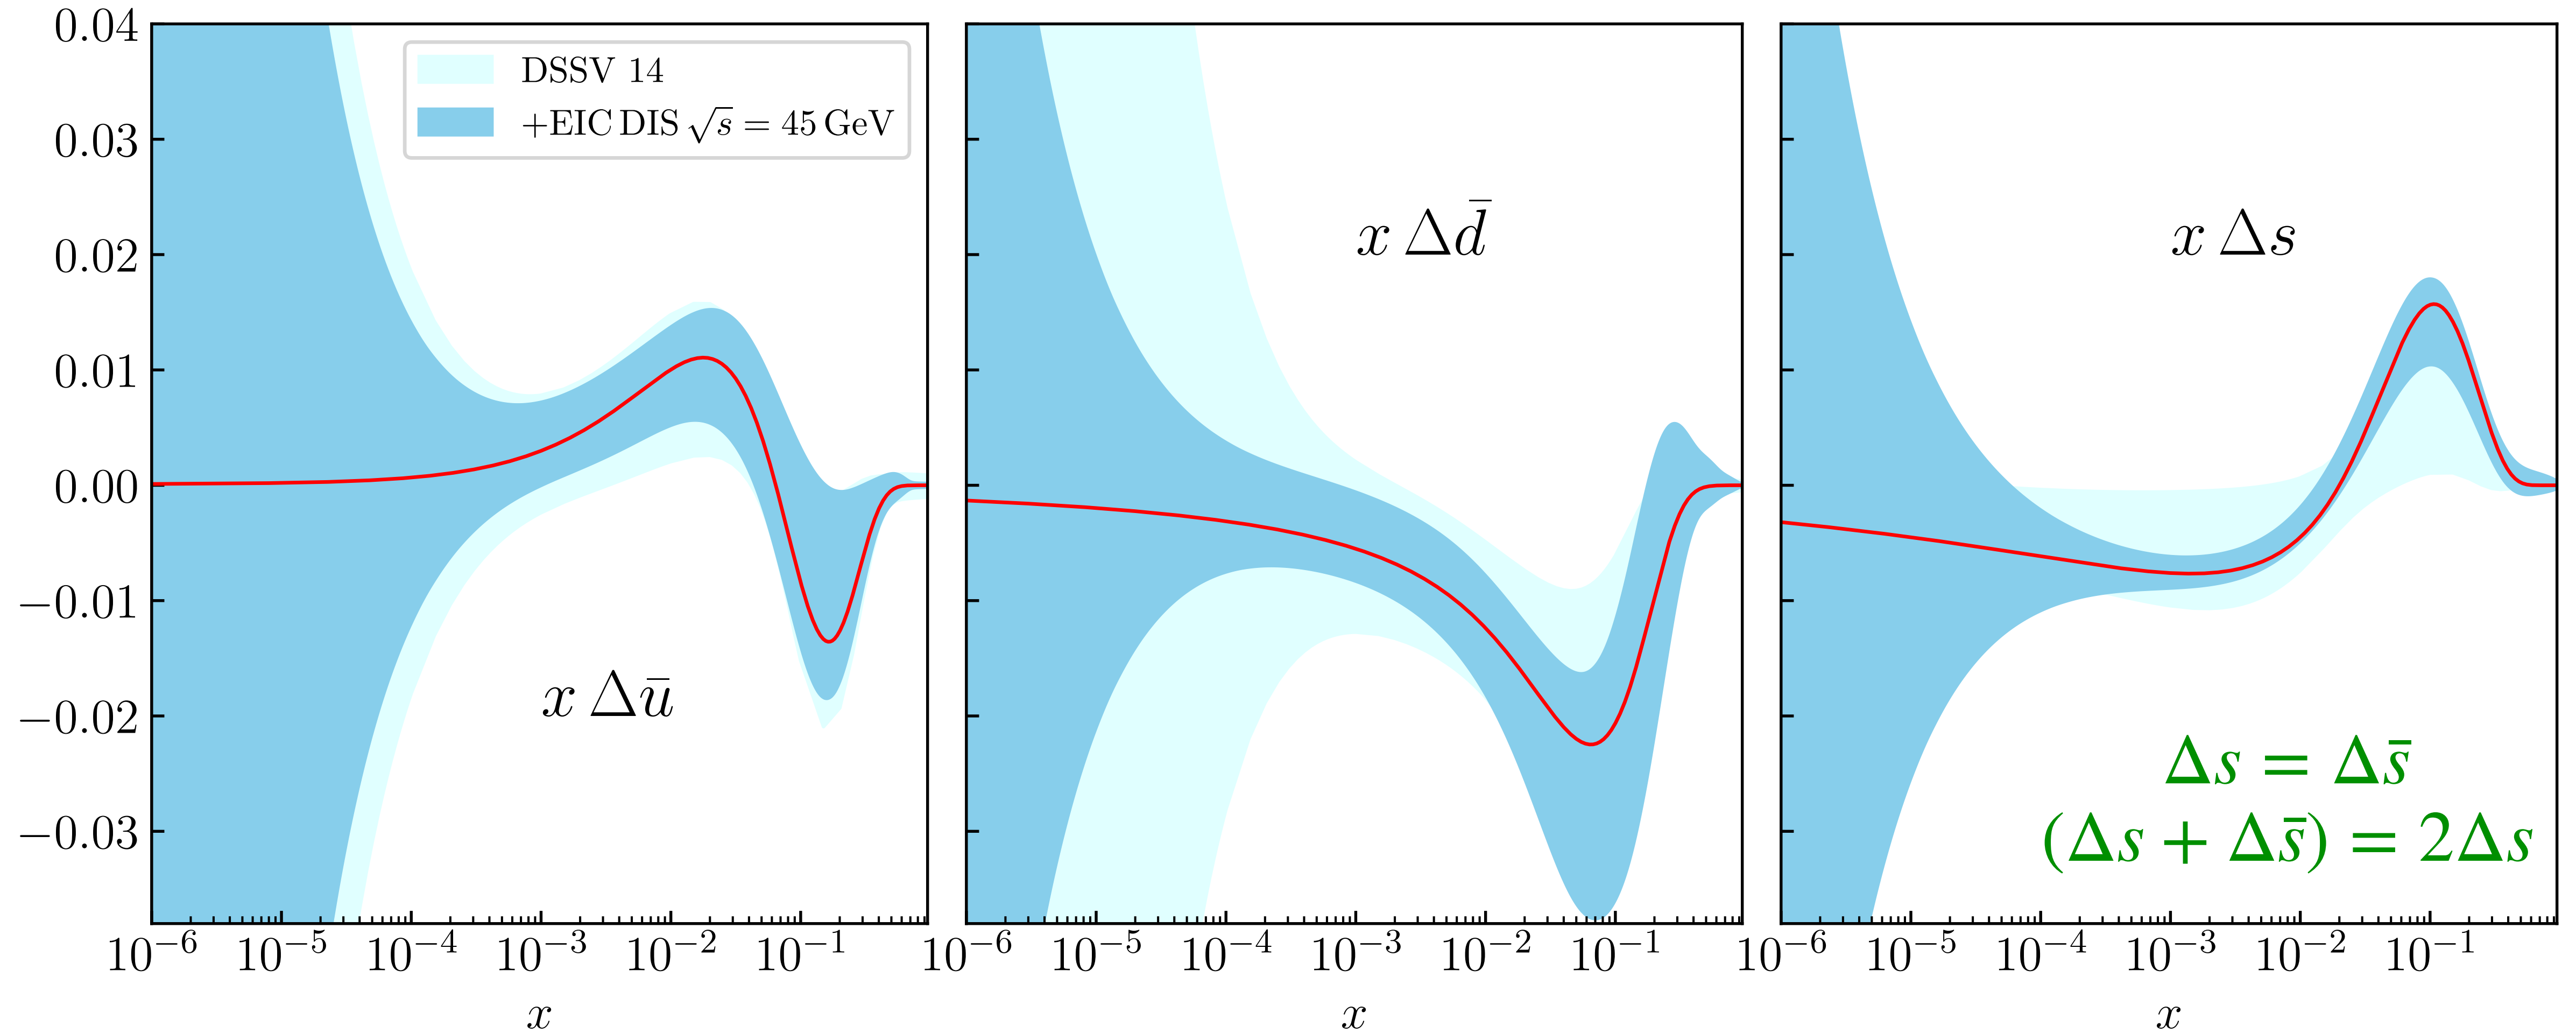 0.04
0.03
0.02
0.01
0.00
−0.01
−0.02
−0.03
DSSV 14
+EIC DIS √s = 45 GeV
x Δū
10⁻⁶ 10⁻⁵ 10⁻⁴ 10⁻³ 10⁻² 10⁻¹
x
x Δd̄
10⁻⁶ 10⁻⁵ 10⁻⁴ 10⁻³ 10⁻² 10⁻¹
x
x Δs
Δs = Δs̄
(Δs + Δs̄) = 2Δs
10⁻⁶ 10⁻⁵ 10⁻⁴ 10⁻³ 10⁻² 10⁻¹
x